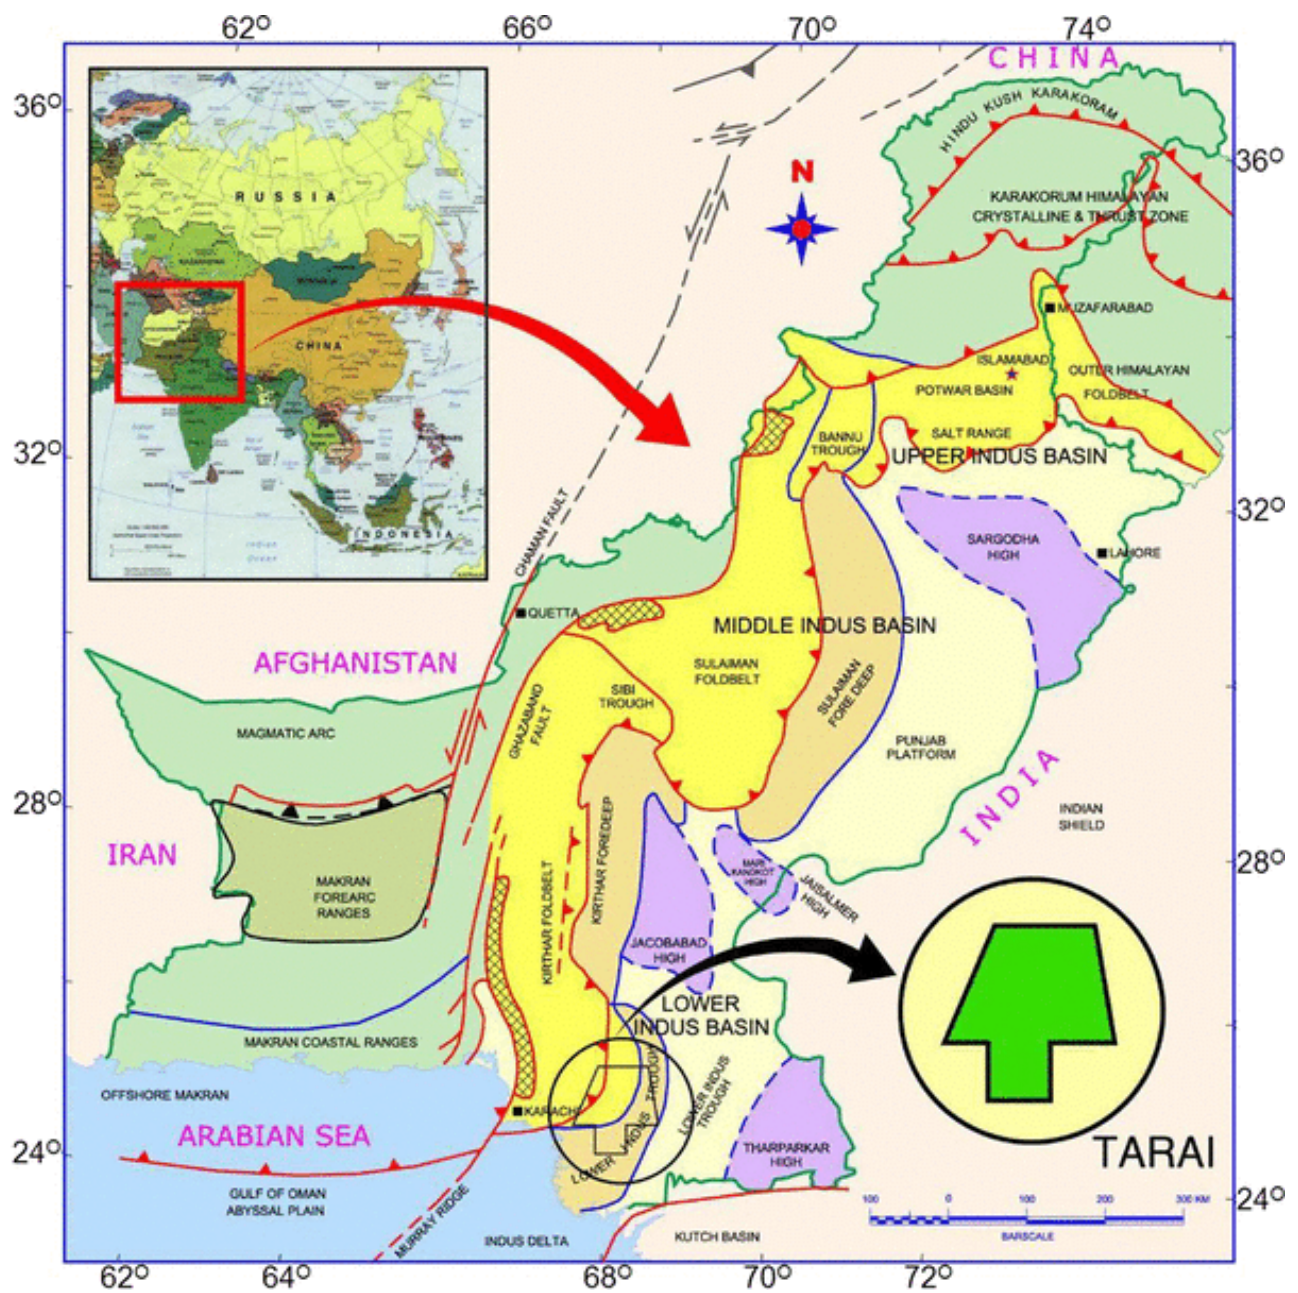 62° 66° 70° 74°
CHINA
36°
HINDU KUSH KARAKORAM
36°
RUSSIA
N
KARAKORUM HIMALAYAN
CRYSTALLINE & THRUST ZONE
KAZAKHSTAN
CHINA
MUZAFARABAD
ISLAMABAD
OUTER HIMALAYAN
FOLDBELT
POTWAR BASIN
SALT RANGE
BANNU
TROUGH
UPPER INDUS BASIN
32°
32°
INDONESIA
CHAMAN FAULT
SARGODHA
HIGH
LAHORE
QUETTA
MIDDLE INDUS BASIN
AFGHANISTAN
SULAIMAN
FOLDBELT
SIBI
TROUGH
SULAIMAN
FORE DEEP
GHAZABAND
FAULT
MAGMATIC ARC
PUNJAB
PLATFORM
INDIA
28°
INDIAN
SHIELD
IRAN
28°
KIRTHAR FOREDEEP
MARI
KANGKOT
HIGH
JAISALMER
HIGH
MAKRAN
FOREARC
RANGES
KIRTHAR FOLDBELT
JACOBABAD
HIGH
LOWER
INDUS BASIN
MAKRAN COASTAL RANGES
OFFSHORE MAKRAN
KARACHI
LOWER INDUS TROUGH
LOWER INDUS
TROUGH
ARABIAN SEA
24°
THARPARKAR
HIGH
TARAI
GULF OF OMAN
ABYSSAL PLAIN
MURRAY RIDGE
INDUS DELTA
KUTCH BASIN
100 0 100 200 300 KM
BARSCALE
24°
62° 64° 68° 70° 72°